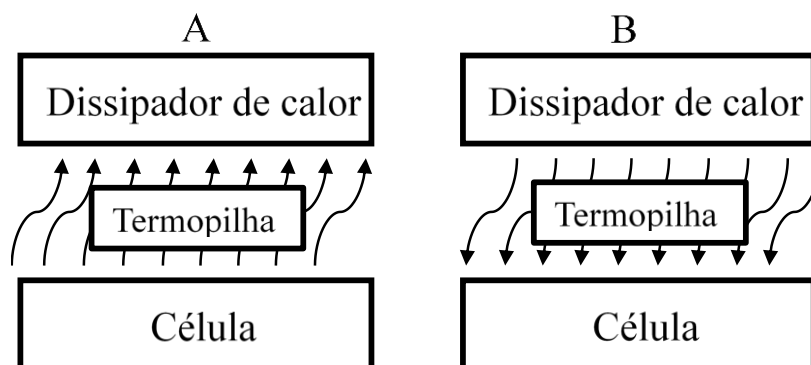 A
Dissipador de calor
Termopilha
Célula
B
Dissipador de calor
Termopilha
Célula